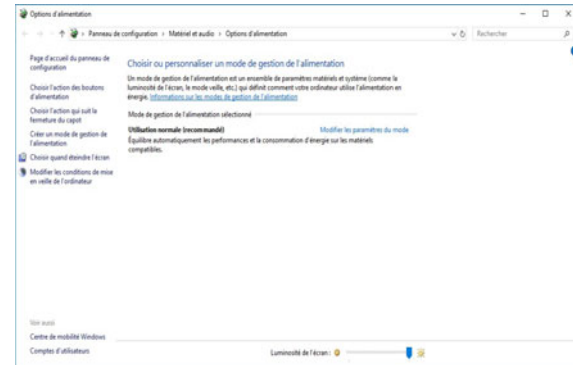 Options d'alimentation
Panneau de configuration > Matériel et audio > Options d'alimentation
Rechercher
Page d'accueil du panneau de
configuration
Choisir l'action des boutons
d'alimentation
Choisir l'action qui suit la
fermeture du capot
Créer un mode de gestion de
l'alimentation
Choisir quand éteindre l'écran
Modifier les conditions de mise
en veille de l'ordinateur
Choisir ou personnaliser un mode de gestion de l'alimentation
Un mode de gestion de l'alimentation est un ensemble de paramètres matériels et système (comme la
luminosité de l'écran, le mode veille, etc.) qui définit comment votre ordinateur utilise l'alimentation en
énergie. Informations sur les modes de gestion de l'alimentation
Mode de gestion de l'alimentation sélectionné
Utilisation normale (recommandé)
Modifier les paramètres du mode
Équilibre automatiquement les performances et la consommation d'énergie sur les matériels
compatibles.
Voir aussi
Centre de mobilité Windows
Comptes d'utilisateurs
Luminosité de l'écran :